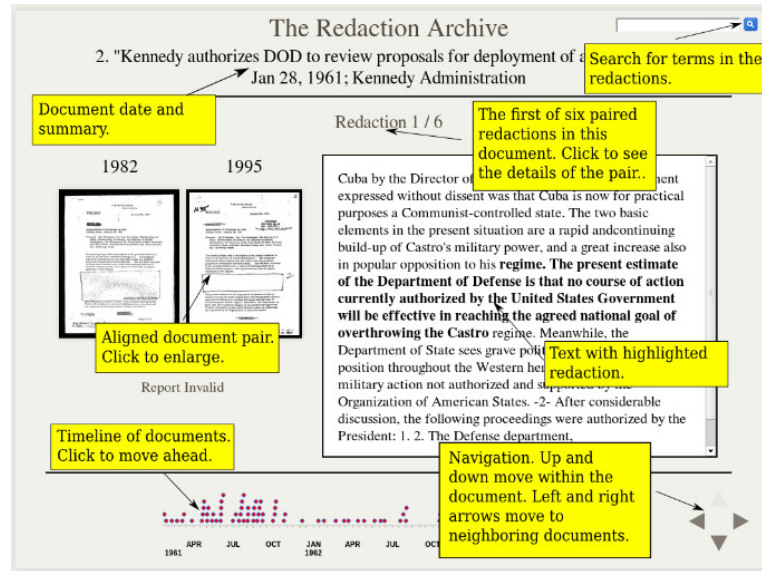 The Redaction Archive
2. "Kennedy authorizes DOD to review proposals for deployment of a
Jan 28, 1961; Kennedy Administration
Search for terms in the
redactions.
Document date and
summary.
Redaction 1 / 6
The first of six paired
redactions in this
document. Click to see
the details of the pair..
1982 1995
Cuba by the Director of
expressed without dissent was that Cuba is now for practical
purposes a Communist-controlled state. The two basic
elements in the present situation are a rapid andcontinuing
build-up of Castro's military power, and a great increase also
in popular opposition to his regime. The present estimate
of the Department of Defense is that no course of action
currently authorized by the United States Government
will be effective in reaching the agreed national goal of
overthrowing the Castro regime. Meanwhile, the
Department of State sees grave
position throughout the Western
military action not authorized and supported by the
Organization of American States. -2- After considerable
discussion, the following proceedings were authorized by the
President: 1. 2. The Defense department,
Aligned document pair.
Click to enlarge.
Text with highlighted
redaction.
Report Invalid
Timeline of documents.
Click to move ahead.
Navigation. Up and
down move within the
document. Left and right
arrows move to
neighboring documents.
APR JUL OCT JAN APR JUL OCT
1961 1962